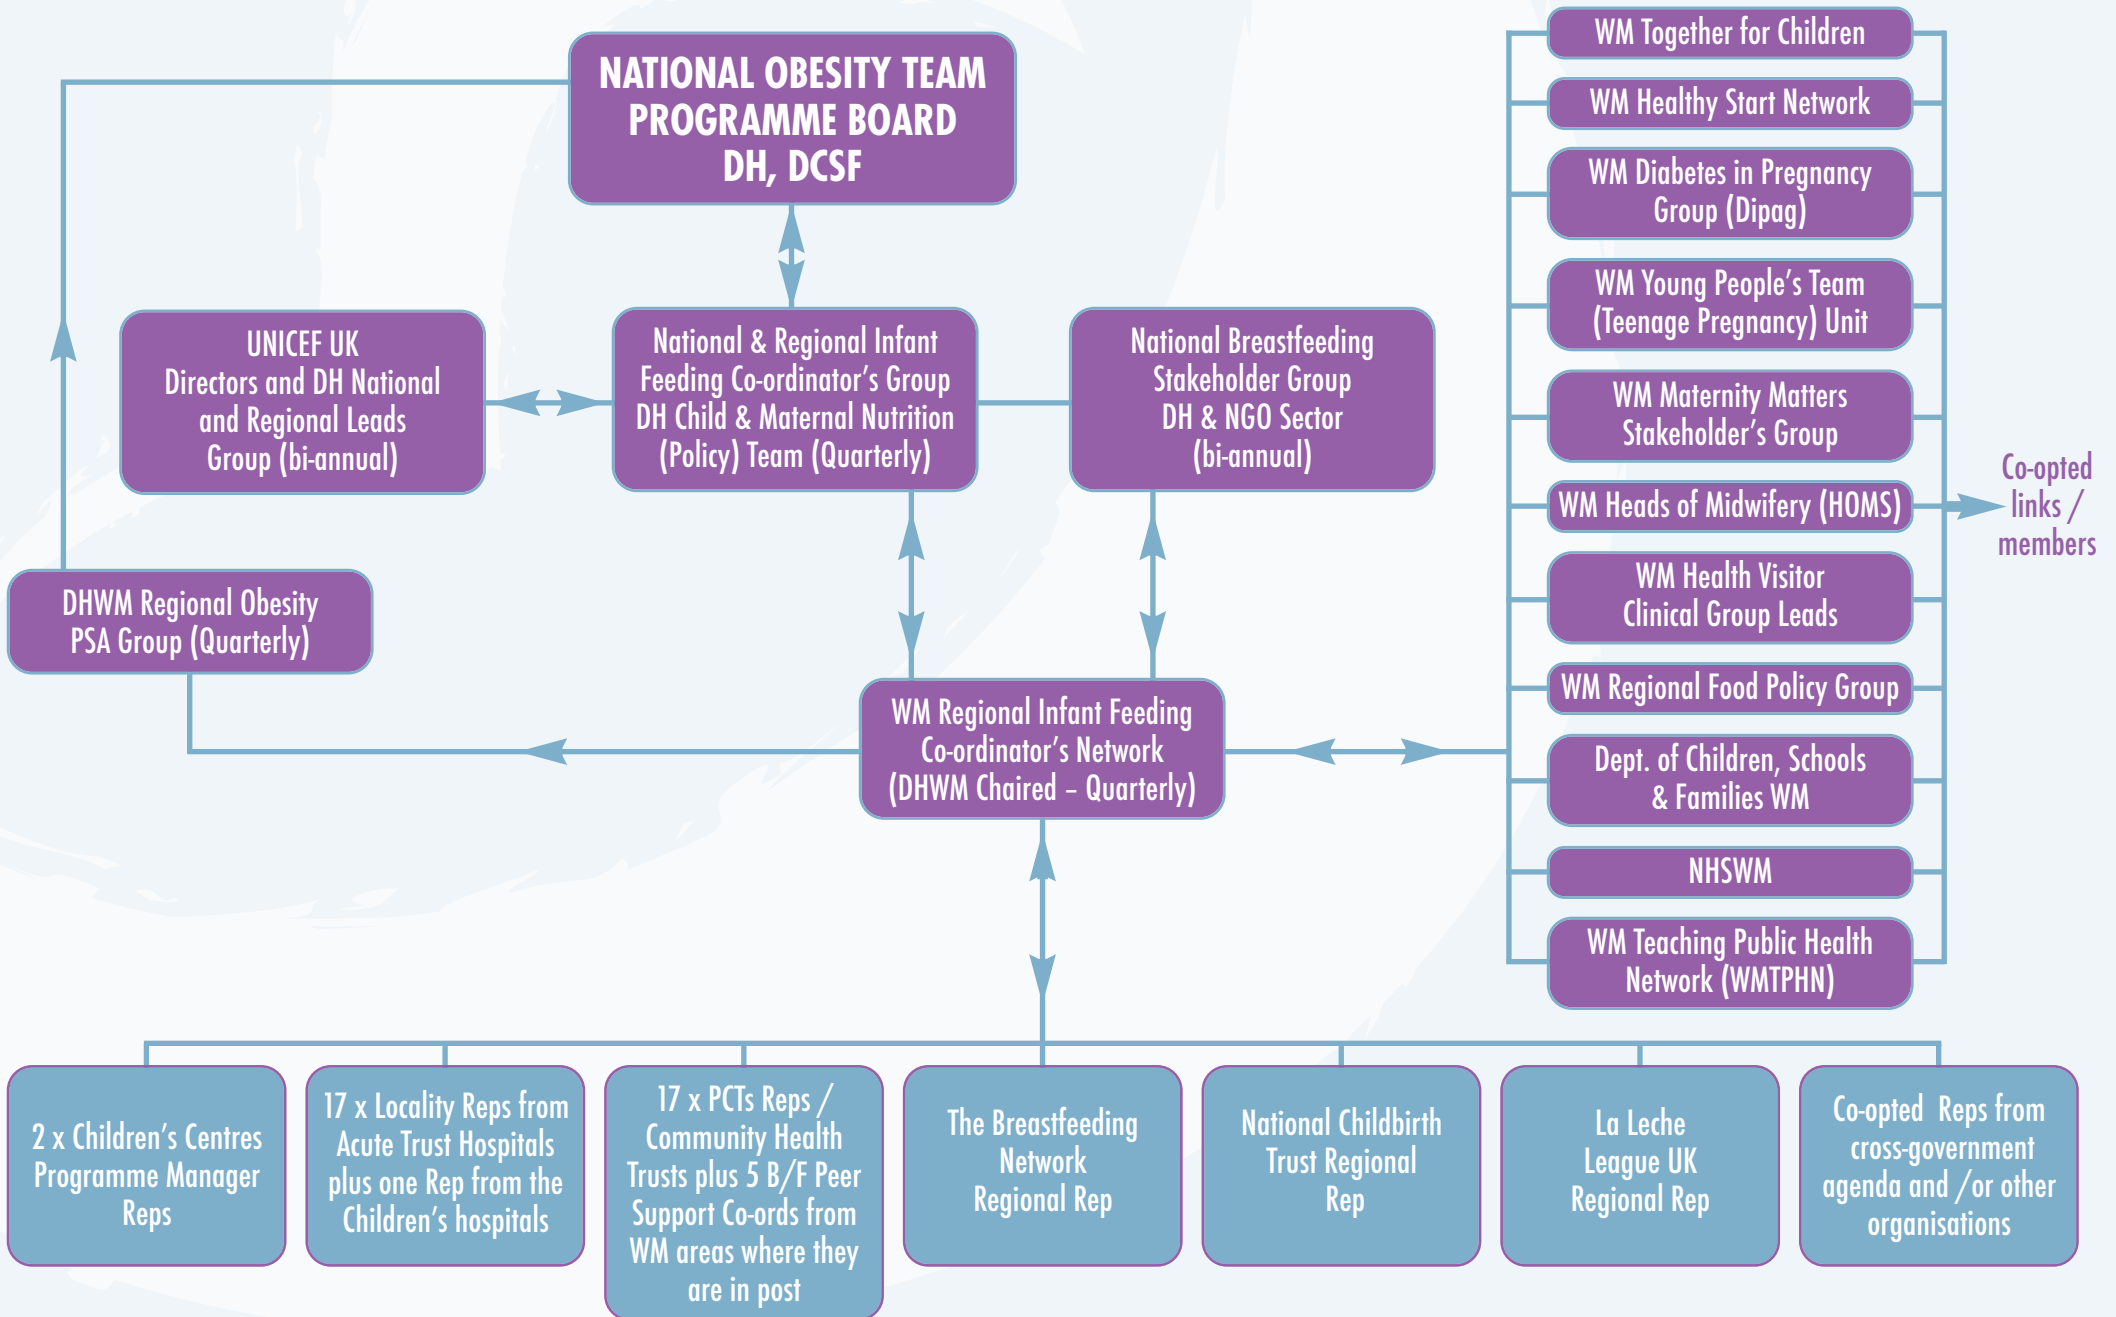 NATIONAL OBESITY TEAM
PROGRAMME BOARD
DH, DCSF
UNICEF UK
Directors and DH National
and Regional Leads
Group (bi-annual)
National & Regional Infant
Feeding Co-ordinator's Group
DH Child & Maternal Nutrition
(Policy) Team (Quarterly)
National Breastfeeding
Stakeholder Group
DH & NGO Sector
(bi-annual)
DHWM Regional Obesity
PSA Group (Quarterly)
WM Regional Infant Feeding
Co-ordinator's Network
(DHWM Chaired – Quarterly)
WM Together for Children
WM Healthy Start Network
WM Diabetes in Pregnancy
Group (Dipag)
WM Young People's Team
(Teenage Pregnancy) Unit
WM Maternity Matters
Stakeholder's Group
WM Heads of Midwifery (HOMS)
WM Health Visitor
Clinical Group Leads
WM Regional Food Policy Group
Dept. of Children, Schools
& Families WM
NHSWM
WM Teaching Public Health
Network (WMTPHN)
Co-opted
links /
members
2 x Children's Centres
Programme Manager
Reps
17 x Locality Reps from
Acute Trust Hospitals
plus one Rep from the
Children's hospitals
17 x PCTs Reps /
Community Health
Trusts plus 5 B/F Peer
Support Co-ords from
WM areas where they
are in post
The Breastfeeding
Network
Regional Rep
National Childbirth
Trust Regional
Rep
La Leche
League UK
Regional Rep
Co-opted Reps from
cross-government
agenda and /or other
organisations